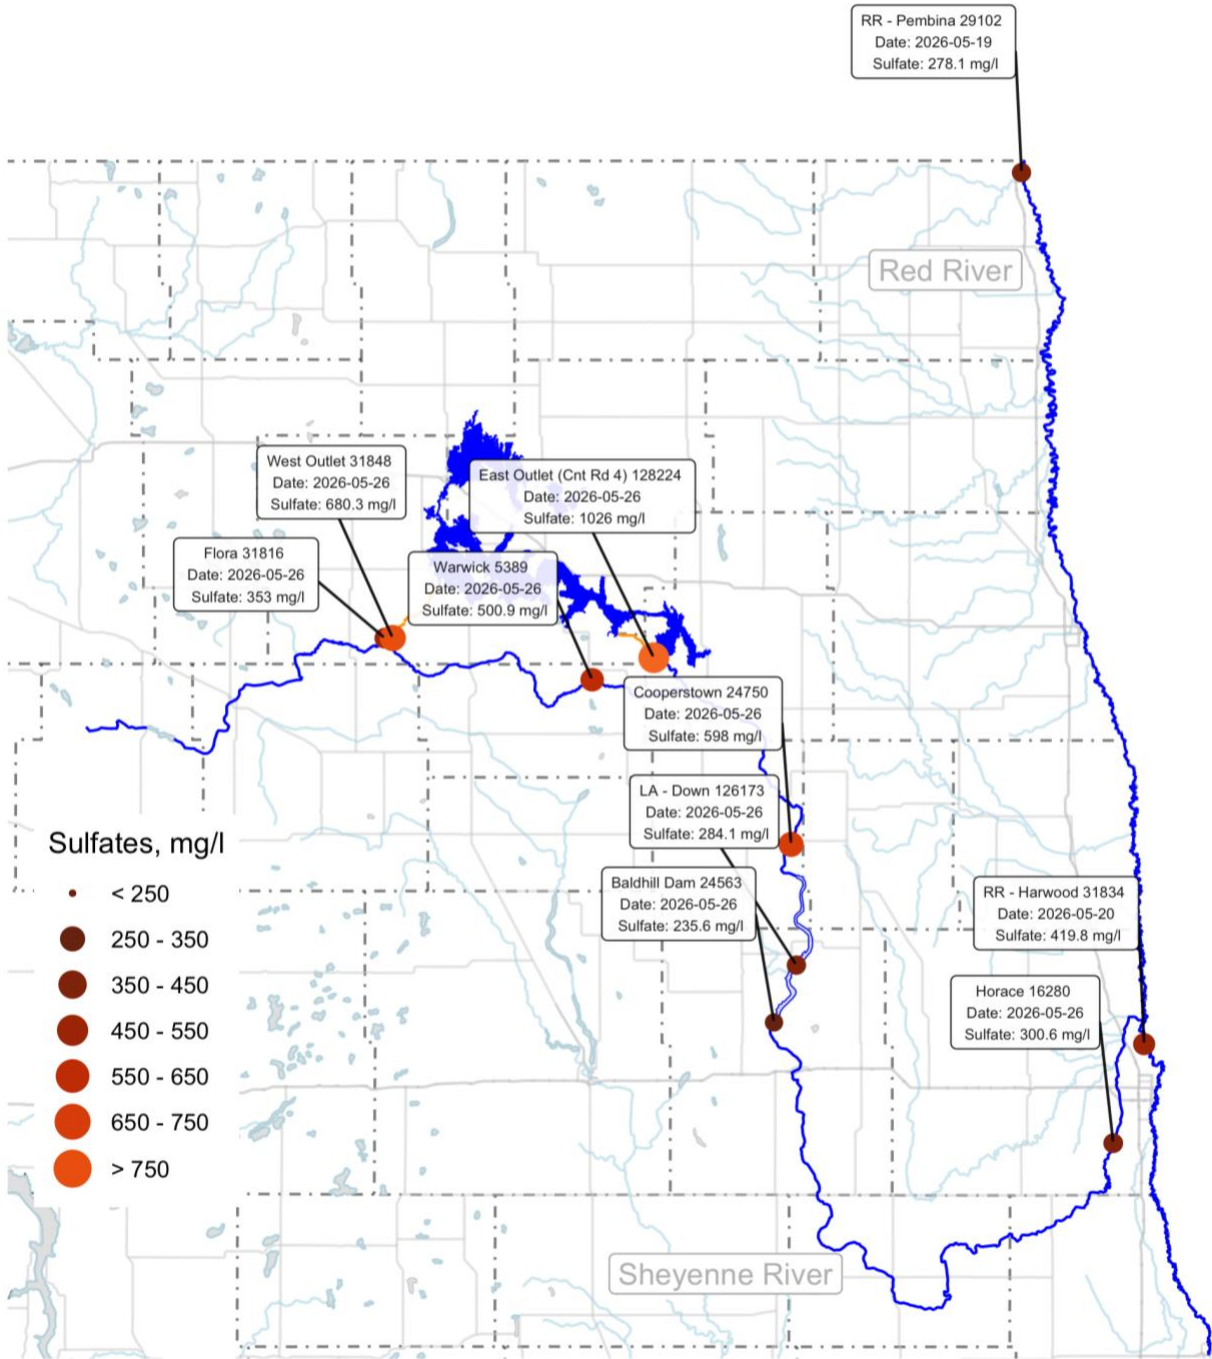 RR - Pembina 29102
Date: 2026-05-19
Sulfate: 278.1 mg/l
Red River
West Outlet 31848
Date: 2026-05-26
Sulfate: 680.3 mg/l
East Outlet (Cnt Rd 4) 128224
Date: 2026-05-26
Sulfate: 1026 mg/l
Flora 31816
Date: 2026-05-26
Sulfate: 353 mg/l
Warwick 5389
Date: 2026-05-26
Sulfate: 500.9 mg/l
Cooperstown 24750
Date: 2026-05-26
Sulfate: 598 mg/l
LA - Down 126173
Date: 2026-05-26
Sulfate: 284.1 mg/l
Baldhill Dam 24563
Date: 2026-05-26
Sulfate: 235.6 mg/l
RR - Harwood 31834
Date: 2026-05-20
Sulfate: 419.8 mg/l
Horace 16280
Date: 2026-05-26
Sulfate: 300.6 mg/l
Sulfates, mg/l
< 250
250 - 350
350 - 450
450 - 550
550 - 650
650 - 750
> 750
Sheyenne River